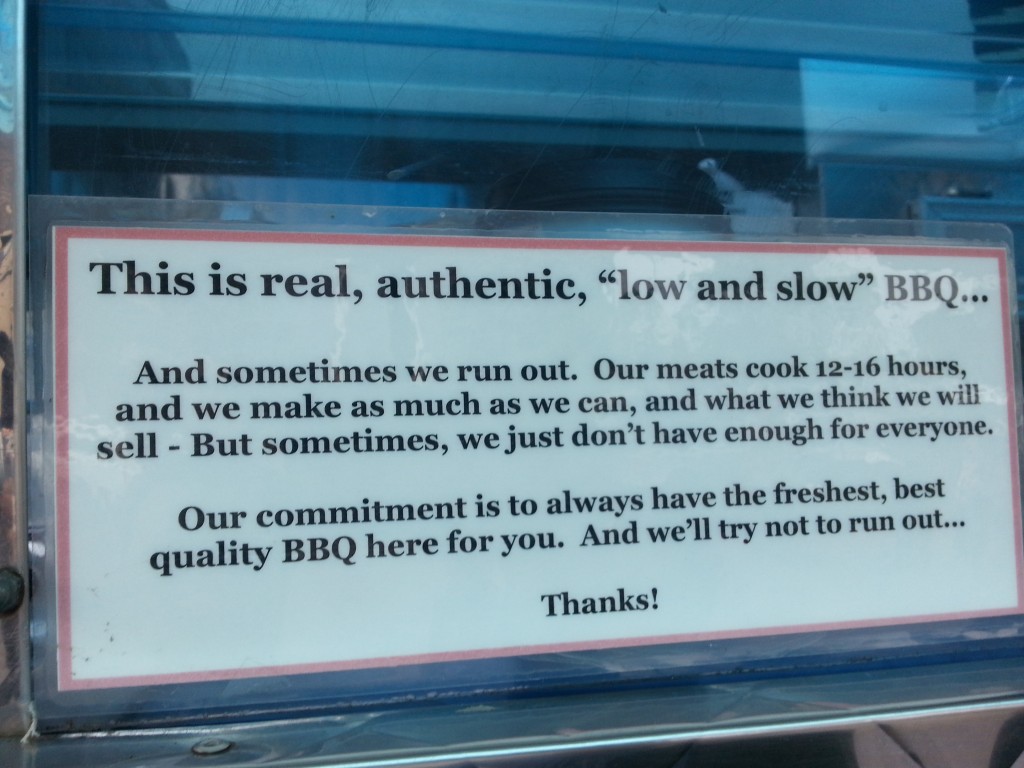 This is real, authentic, “low and slow” BBQ...
And sometimes we run out. Our meats cook 12-16 hours,
and we make as much as we can, and what we think we will
sell - But sometimes, we just don’t have enough for everyone.
Our commitment is to always have the freshest, best
quality BBQ here for you. And we’ll try not to run out...
Thanks!